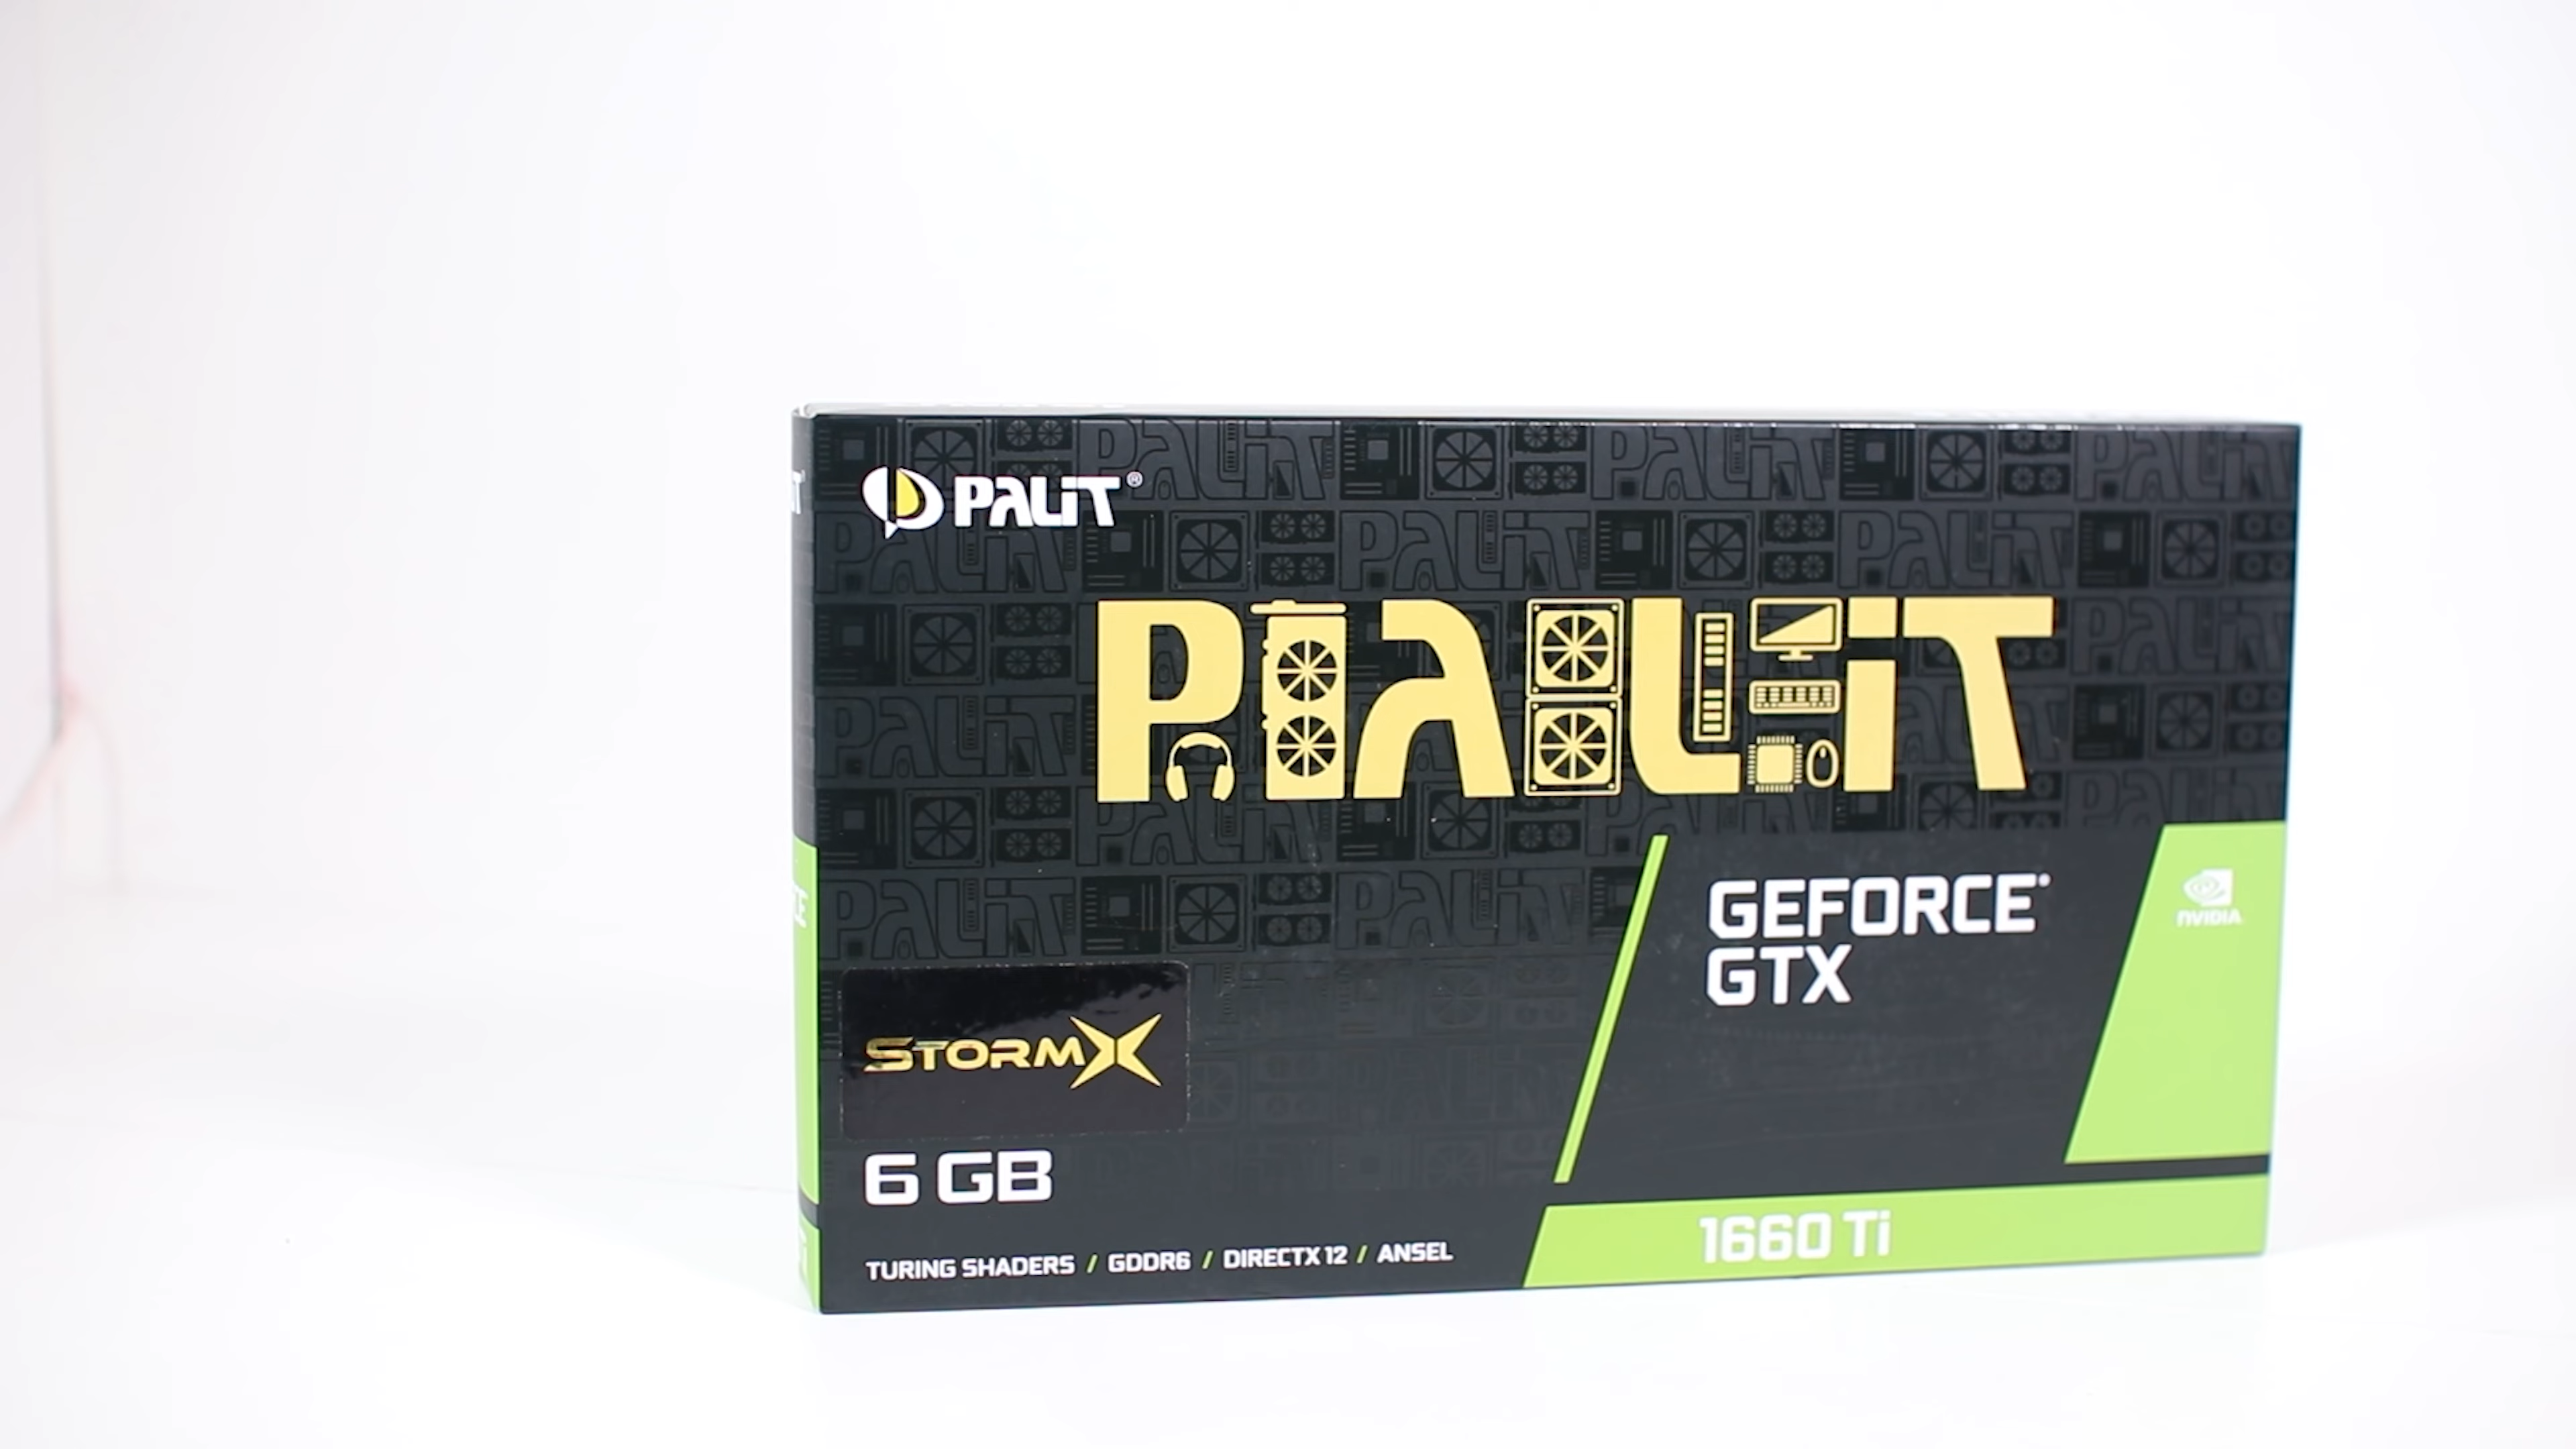 PALiT®
PALiT
GEFORCE
GTX
NVIDIA
STORMX
6 GB
1660 Ti
TURING SHADERS / GDDR6 / DIRECTX 12 / ANSEL